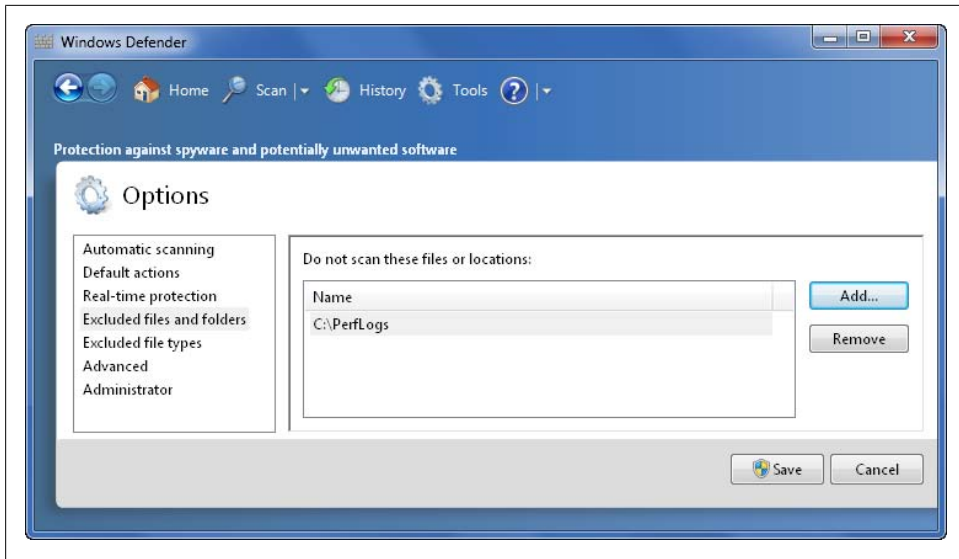 Windows Defender
Home Scan History Tools
Protection against spyware and potentially unwanted software
Options
Automatic scanning
Default actions
Real-time protection
Excluded files and folders
Excluded file types
Advanced
Administrator
Do not scan these files or locations:
Name
C:\PerfLogs
Add...
Remove
Save Cancel